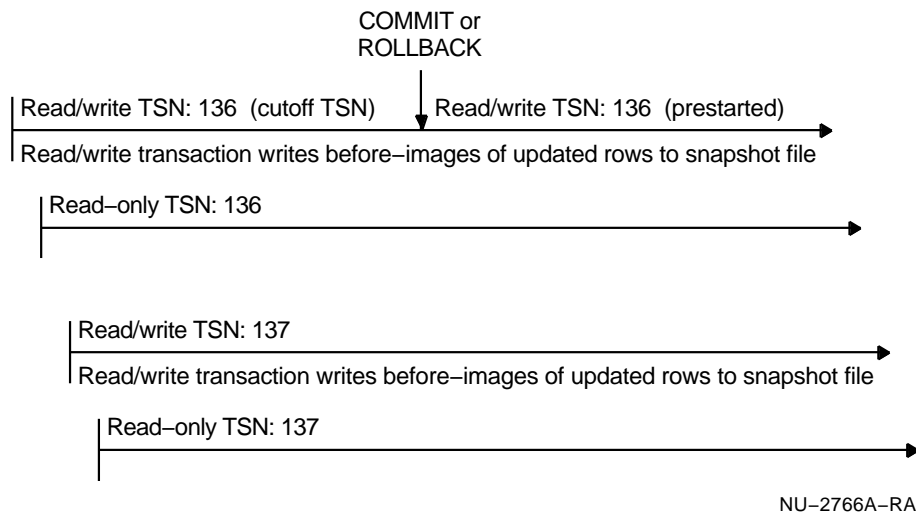 COMMIT or
ROLLBACK
Read/write TSN: 136 (cutoff TSN) Read/write TSN: 136 (prestarted)
Read/write transaction writes before−images of updated rows to snapshot file
Read−only TSN: 136
Read/write TSN: 137
Read/write transaction writes before−images of updated rows to snapshot file
Read−only TSN: 137
NU−2766A−RA